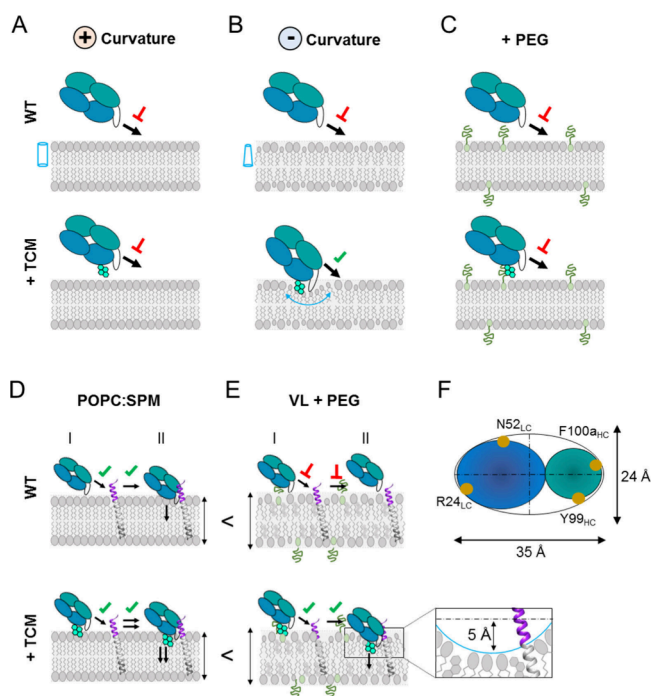 A
B
C
+ Curvature
- Curvature
+ PEG
WT
+ TCM
D
E
F
POPC:SPM
VL + PEG
I
II
I
II
WT
<
+ TCM
<
N52LC
F100aHC
R24LC
Y99HC
24 Å
35 Å
5 Å